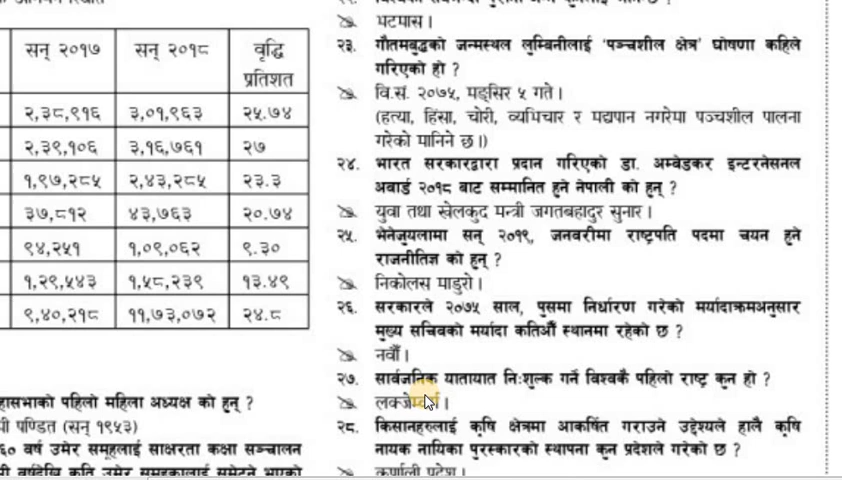 सन् २०१७ सन् २०१८ वृद्धि
प्रतिशत
२,३८,९१६ ३,०१,९६३ २५.७४
२,३९,१०६ ३,१६,७६१ २७
१,९७,२८५ २,४३,२८५ २३.३
३७,८१२ ४३,७६३ २०.७४
९४,२५१ १,०९,०६२ ९.३०
१,२९,५४३ १,५८,२३९ १३.४९
९,४०,२१८ ११,७३,०७२ २४.८
हासभाको पहिलो महिला अध्यक्ष को हुन् ?
पण्डित (सन् १९५३)
६० वर्ष उमेर समूहलाई साक्षरता कक्षा सञ्चालन
कति उमेर समूहकालाई समेट्ने भएको
भटमास ।
२३. गौतमबुद्धको जन्मस्थल लुम्बिनीलाई 'पञ्चशील क्षेत्र' घोषणा कहिले
गरिएको हो ?
वि.सं. २०७५, मङ्सिर ५ गते ।
(हत्या, हिंसा, चोरी, व्यभिचार र मद्यपान नगरेमा पञ्चशील पालना
गरेको मानिने छ ।)
२४. भारत सरकारद्वारा प्रदान गरिएको डा. अम्बेडकर इन्टरनेसनल
अवार्ड २०१८ बाट सम्मानित हुने नेपाली को हुन् ?
युवा तथा खेलकुद मन्त्री जगतबहादुर सुनार ।
२५. भेनेजुयलामा सन् २०१९, जनवरीमा राष्ट्रपति पदमा चयन हुने
राजनीतिज्ञ को हुन् ?
निकोलस मादुरो ।
२६. सरकारले २०७५ साल, पुसमा निर्धारण गरेको मर्यादाक्रमअनुसार
मुख्य सचिवको मर्यादा कतिऔँ स्थानमा रहेको छ ?
नवौँ ।
२७. सार्वजनिक यातायात निःशुल्क गर्ने विश्वकै पहिलो राष्ट्र कुन हो ?
२८. किसानहरुलाई कृषि क्षेत्रमा आकर्षित गराउने उद्देश्यले हालै कृषि
नायक नायिका पुरस्कारको स्थापना कुन प्रदेशले गरेको छ ?
कर्णाली प्रदेश ।